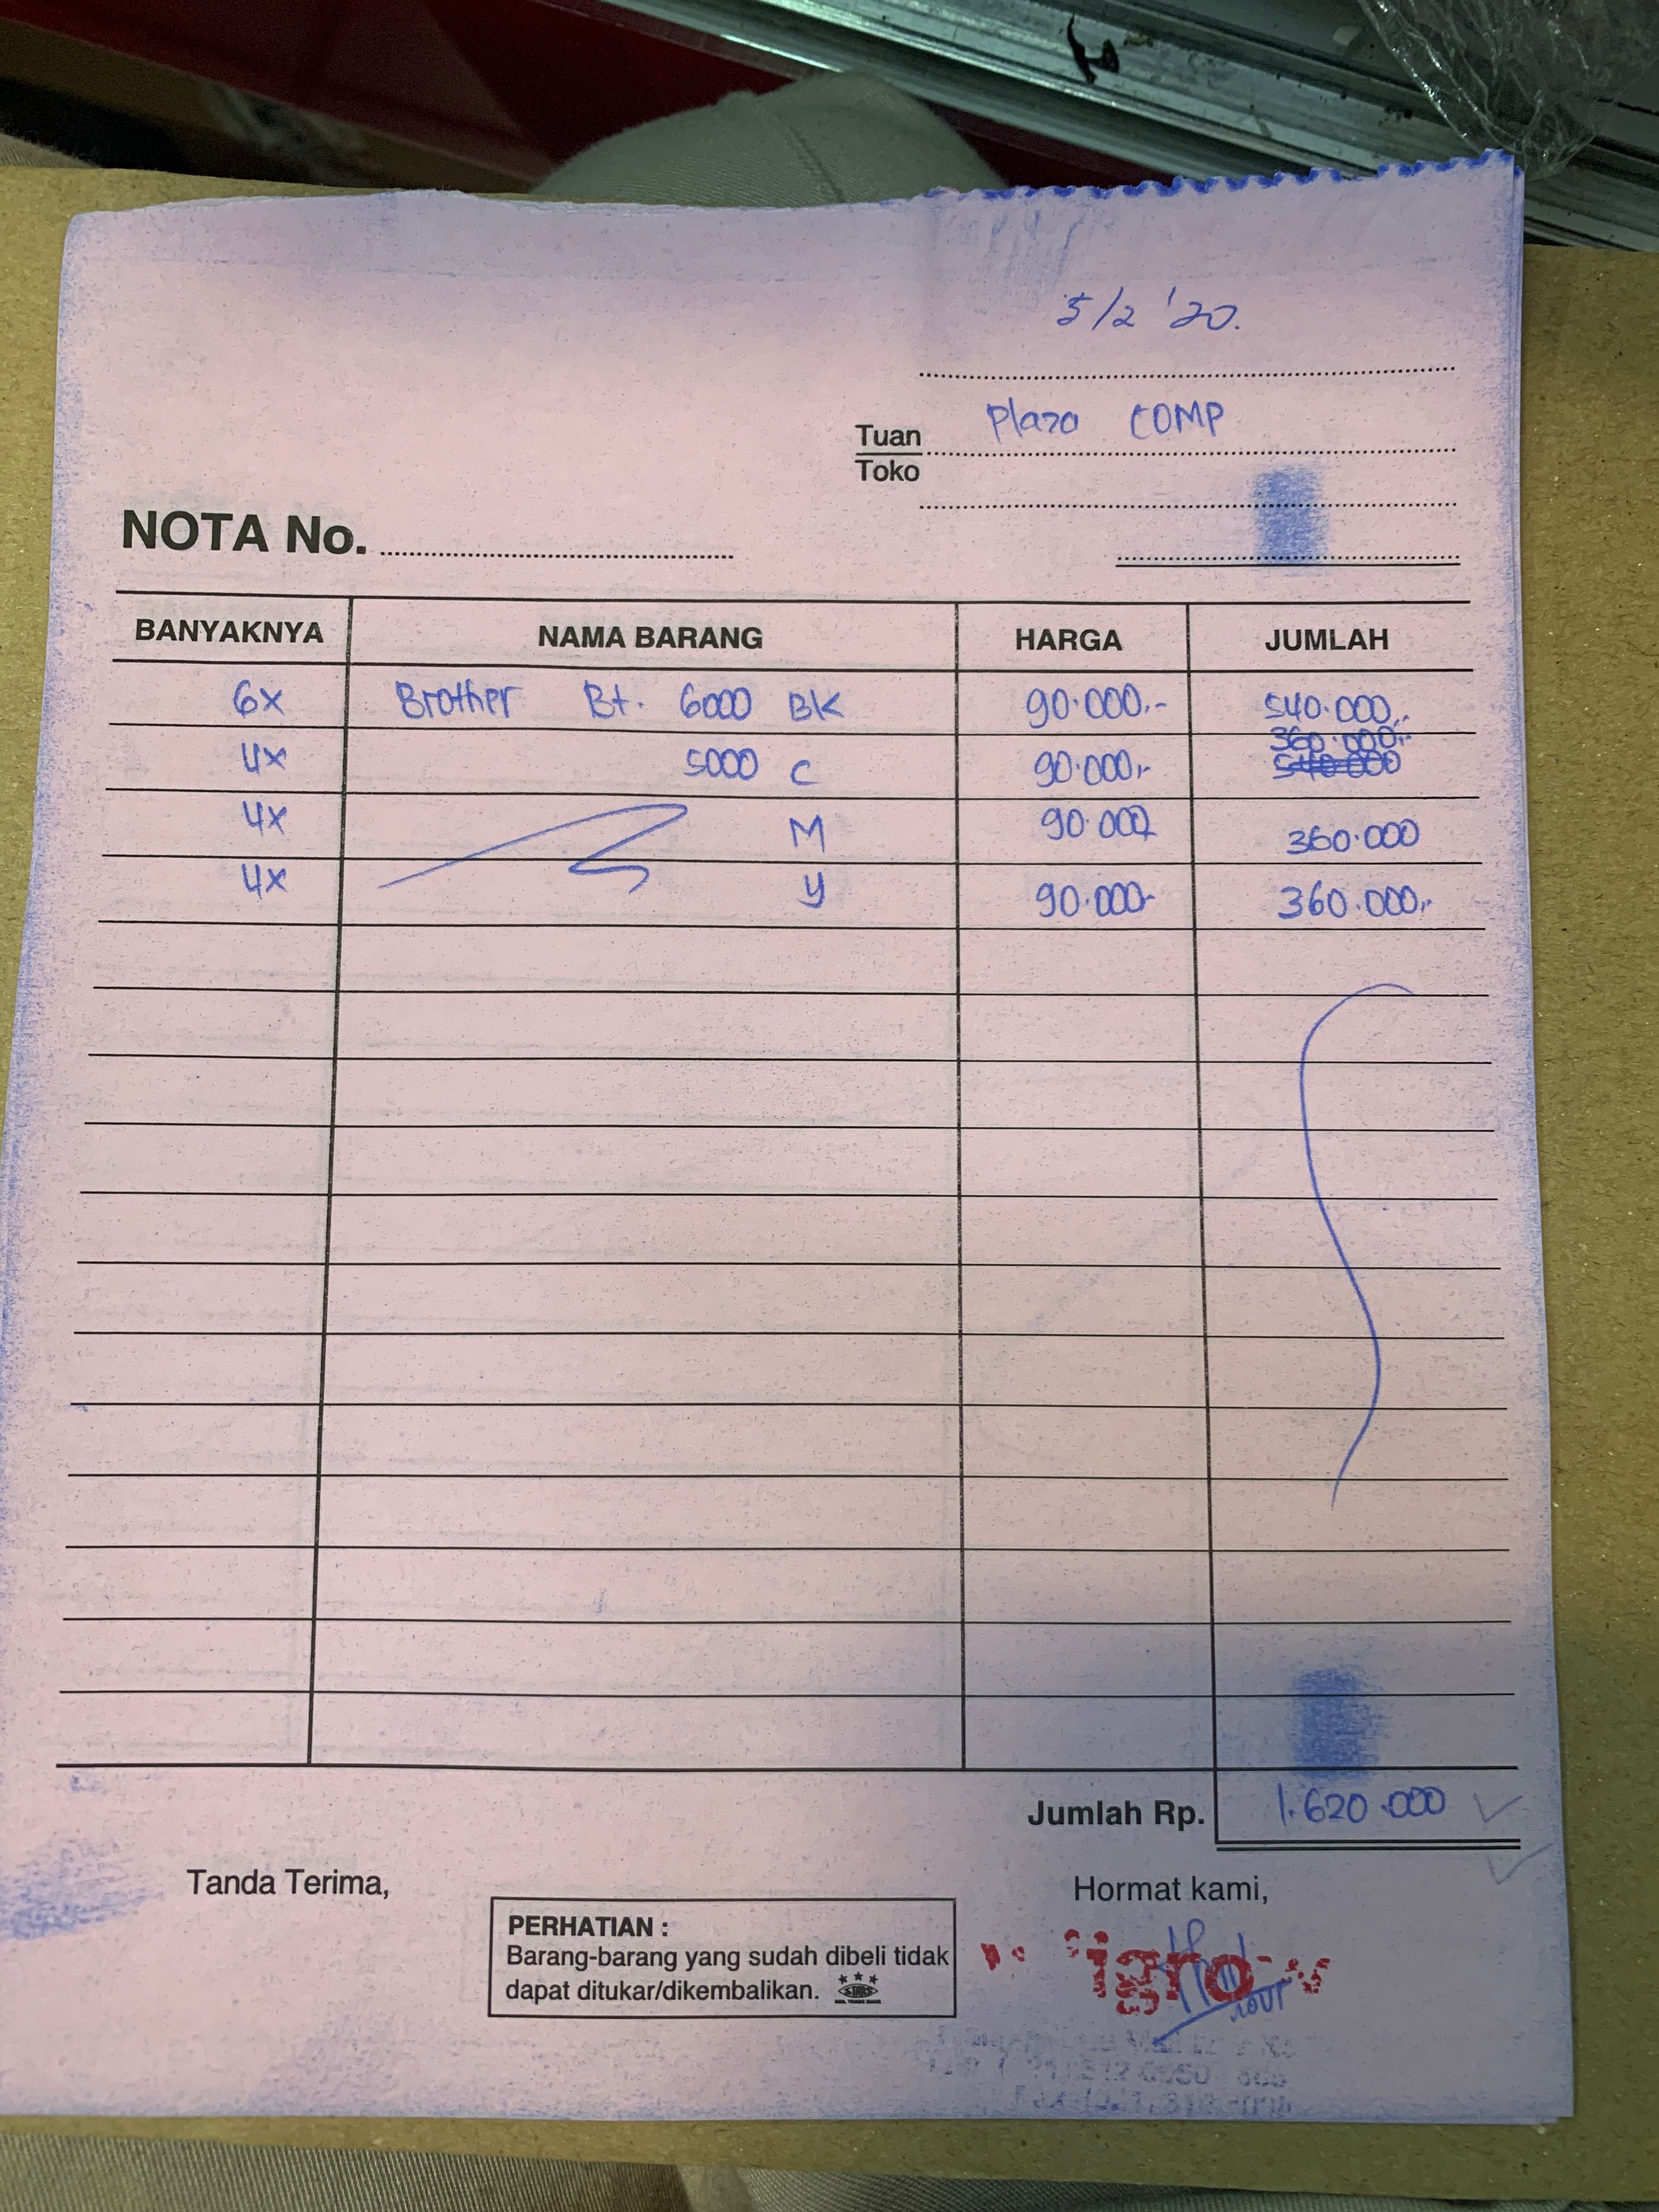 5/2 '20.
Plaza COMP
Tuan
Toko
NOTA No.
BANYAKNYA NAMA BARANG HARGA JUMLAH
6x Brother Bt. 6000 BK 90.000.- 540.000,-
360.000,-
4x 5000 C 90.000,- 540.000
4x M 90.000 360.000
4x Y 90.000- 360.000,-
Jumlah Rp. 1.620.000
Tanda Terima, Hormat kami,
PERHATIAN :
Barang-barang yang sudah dibeli tidak
dapat ditukar/dikembalikan.